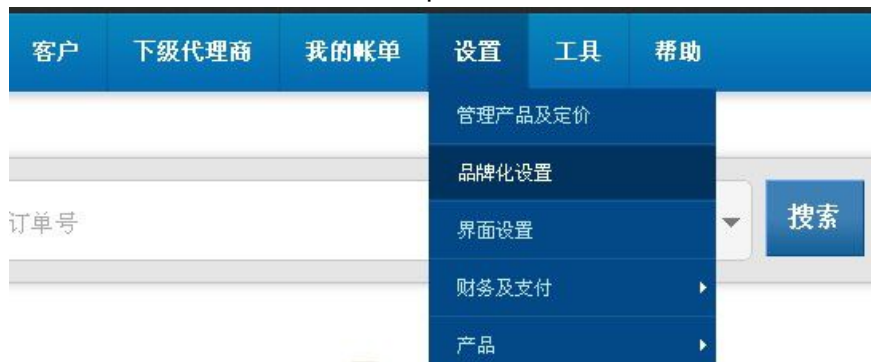 客户 下级代理商 我的帐单 设置 工具 帮助
管理产品及定价
品牌化设置
订单号
搜索
界面设置
财务及支付
产品